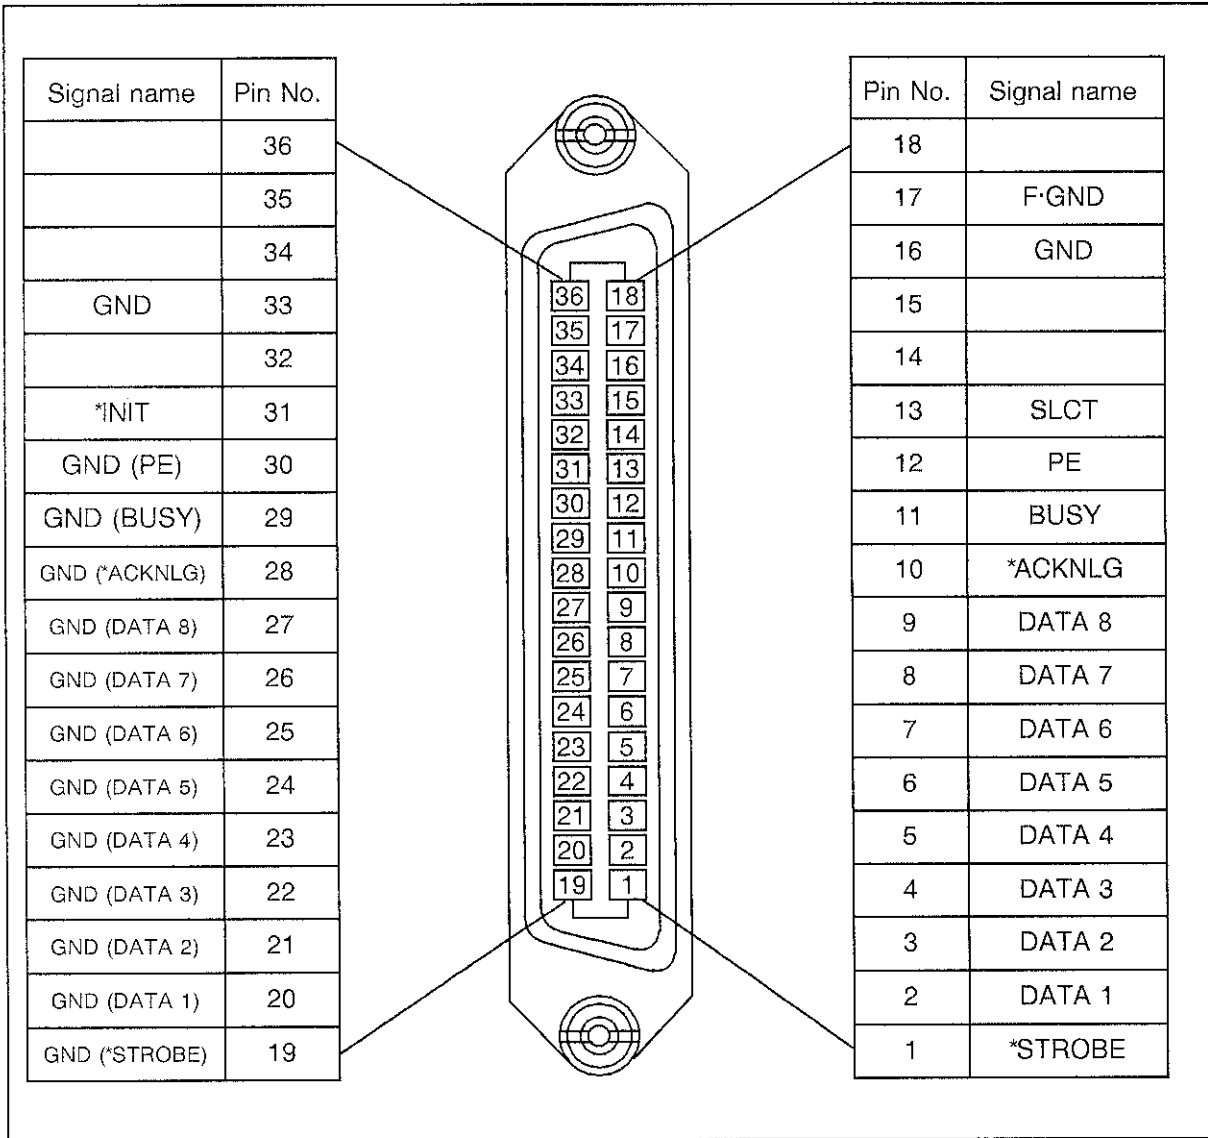 Signal name Pin No.
36
35
34
GND 33
32
*INIT 31
GND (PE) 30
GND (BUSY) 29
GND (*ACKNLG) 28
GND (DATA 8) 27
GND (DATA 7) 26
GND (DATA 6) 25
GND (DATA 5) 24
GND (DATA 4) 23
GND (DATA 3) 22
GND (DATA 2) 21
GND (DATA 1) 20
GND (*STROBE) 19
36 18
35 17
34 16
33 15
32 14
31 13
30 12
29 11
28 10
27 9
26 8
25 7
24 6
23 5
22 4
21 3
20 2
19 1
Pin No. Signal name
18
17 F·GND
16 GND
15
14
13 SLCT
12 PE
11 BUSY
10 *ACKNLG
9 DATA 8
8 DATA 7
7 DATA 6
6 DATA 5
5 DATA 4
4 DATA 3
3 DATA 2
2 DATA 1
1 *STROBE